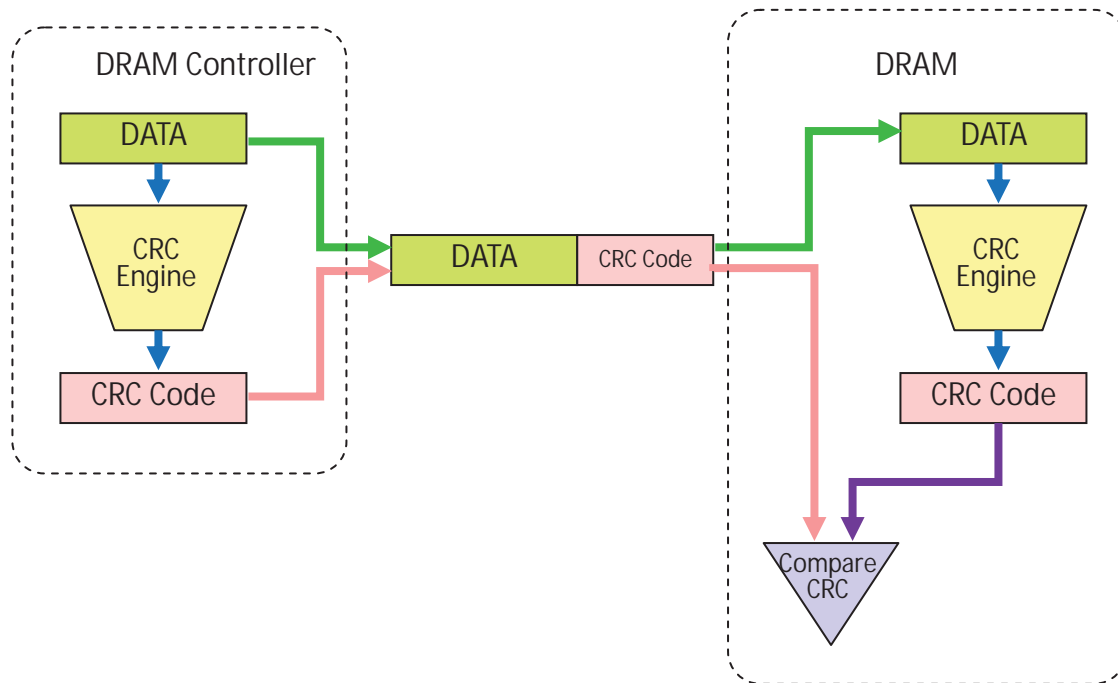 DRAM Controller
DATA
CRC
Engine
CRC Code
DATA
CRC Code
DRAM
DATA
CRC
Engine
CRC Code
Compare
CRC